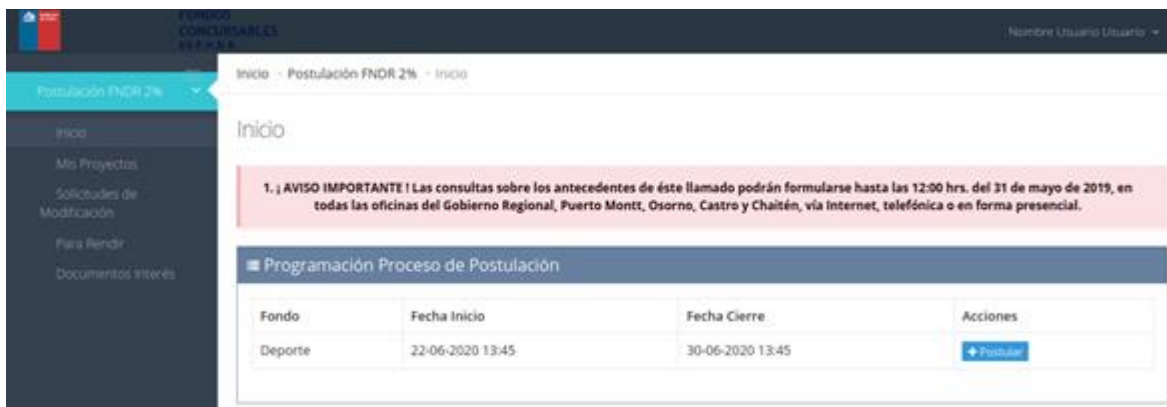 FONDOS
CONCURSABLES
Nombre Usuario Usuario
Postulación FNDR 2%
Inicio - Postulación FNDR 2% - Inicio
Inicio
Mis Proyectos
Solicitudes de
Modificación
Para Rendir
Documentos Interés
Inicio
1. ¡ AVISO IMPORTANTE ! Las consultas sobre los antecedentes de éste llamado podrán formularse hasta las 12:00 hrs. del 31 de mayo de 2019, en
todas las oficinas del Gobierno Regional, Puerto Montt, Osorno, Castro y Chaitén, vía Internet, telefónica o en forma presencial.
Programación Proceso de Postulación
Fondo Fecha Inicio Fecha Cierre Acciones
Deporte 22-06-2020 13:45 30-06-2020 13:45 Postular